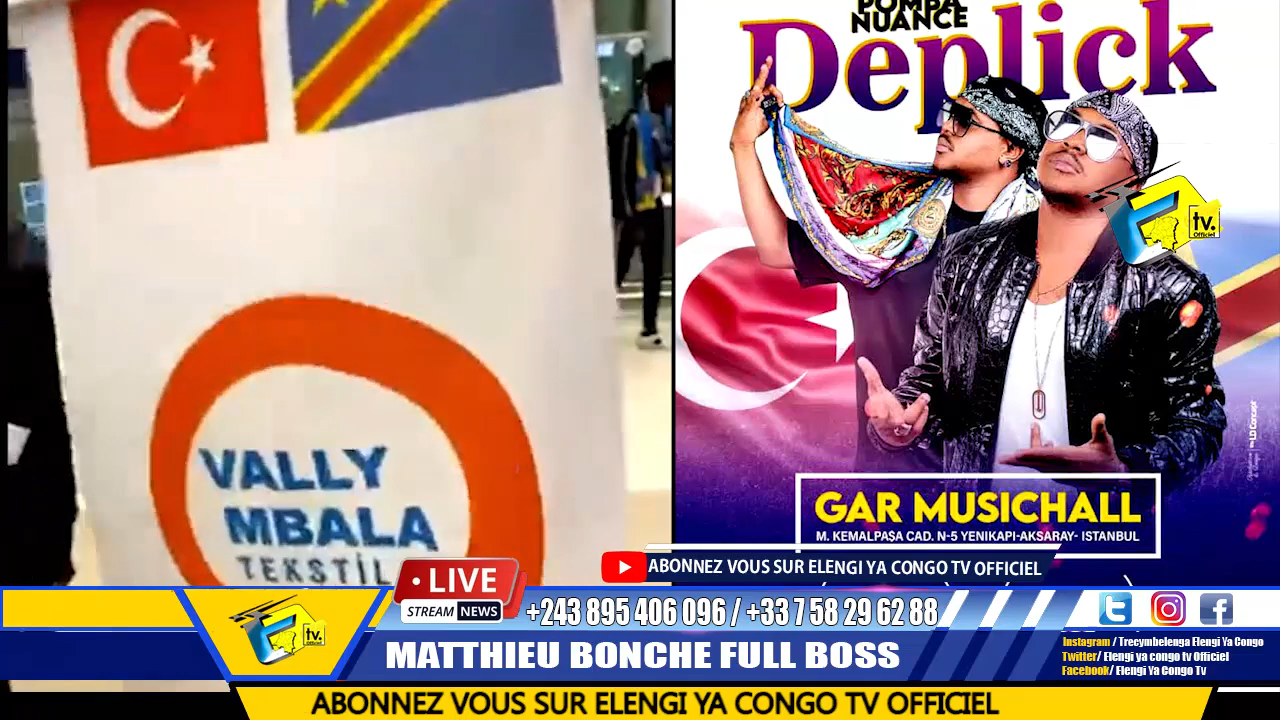 POMPA
NUANCE
Deplick
tv.
Officiel
VALLY
MBALA
TEKSTİL
GAR MUSICHALL
M. KEMALPAŞA CAD. N-5 YENIKAPI-AKSARAY- ISTANBUL
ABONNEZ VOUS SUR ELENGI YA CONGO TV OFFICIEL
LIVE
STREAM NEWS
+243 895 406 096 / +33 7 58 29 62 88
tv.
Officiel
MATTHIEU BONCHE FULL BOSS
Instagram / Trecymbelenga Elengi Ya Congo
Twitter/ Elengi ya congo tv Officiel
Facebook/ Elengi Ya Congo Tv
ABONNEZ VOUS SUR ELENGI YA CONGO TV OFFICIEL